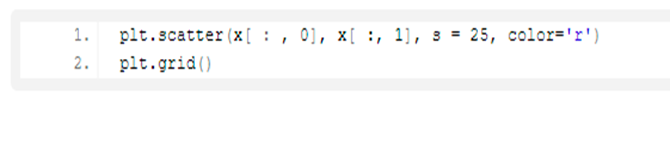 1. plt.scatter(x[ : , 0], x[ :, 1], s = 25, color='r')
2. plt.grid()